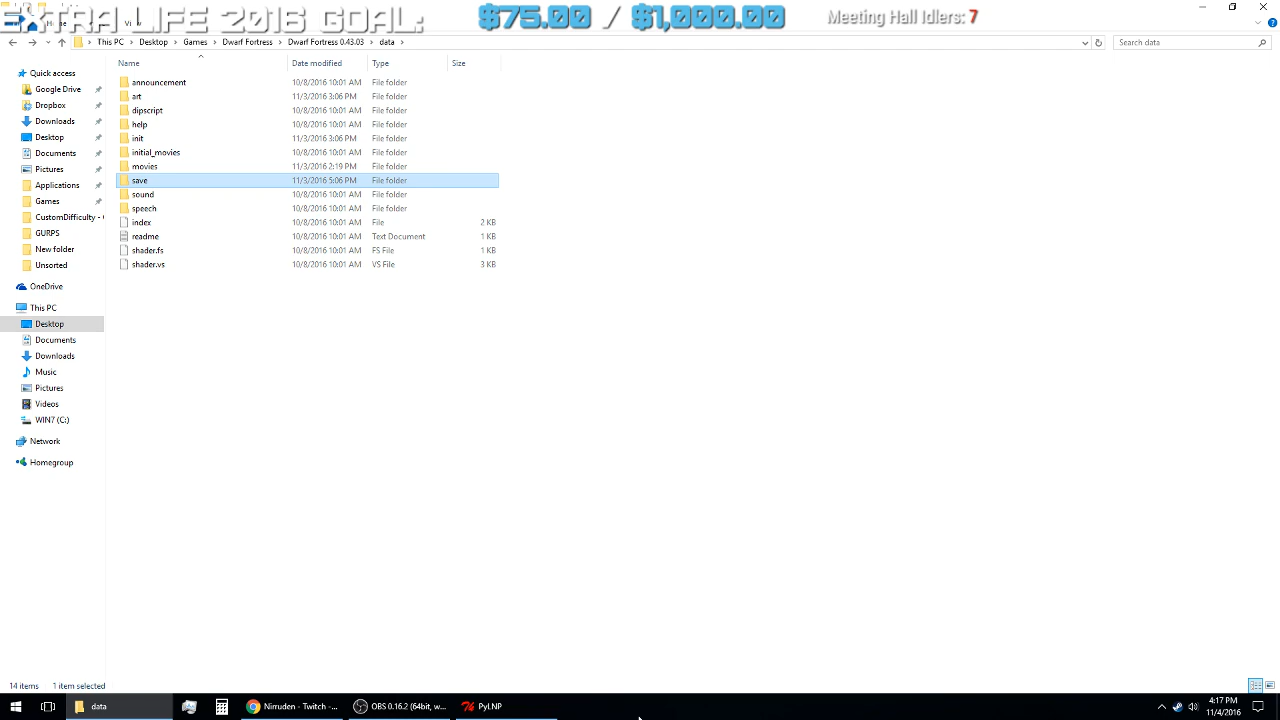 EXTRA LIFE 2016 GOAL: $75.00 / $1,000.00 Meeting Hall Idlers: 7
This PC > Desktop > Games > Dwarf Fortress > Dwarf Fortress 0.43.03 > data > Search data
Name Date modified Type Size
Quick access
Google Drive
Dropbox
Downloads
Desktop
Documents
Pictures
Applications
Games
CustomDifficulty -
GURPS
New folder
Unsorted
OneDrive
This PC
Desktop
Documents
Downloads
Music
Pictures
Videos
WIN7 (C:)
Network
Homegroup
announcement 10/8/2016 10:01 AM File folder
art 11/3/2016 3:06 PM File folder
dipscript 10/8/2016 10:01 AM File folder
help 10/8/2016 10:01 AM File folder
init 11/3/2016 3:06 PM File folder
initial_movies 10/8/2016 10:01 AM File folder
movies 11/3/2016 2:19 PM File folder
save 11/3/2016 5:06 PM File folder
sound 10/8/2016 10:01 AM File folder
speech 10/8/2016 10:01 AM File folder
index 10/8/2016 10:01 AM File 2 KB
readme 10/8/2016 10:01 AM Text Document 1 KB
shader.fs 10/8/2016 10:01 AM FS File 1 KB
shader.vs 10/8/2016 10:01 AM VS File 3 KB
14 items 1 item selected
data Nirruden - Twitch -... OBS 0.16.2 (64bit, w... PyLNP 4:17 PM
11/4/2016